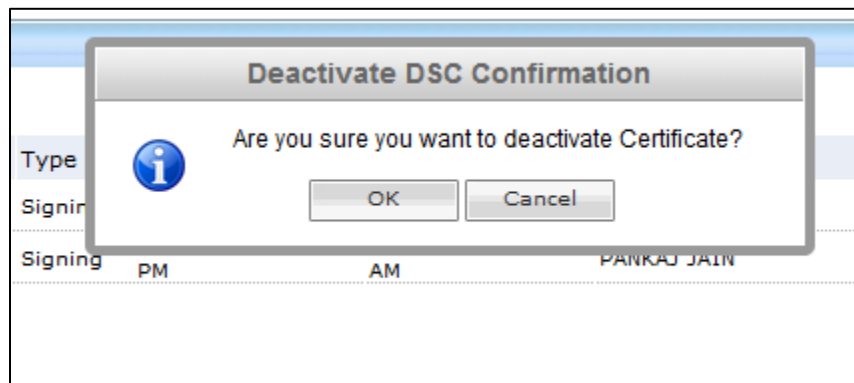 Deactivate DSC Confirmation
Are you sure you want to deactivate Certificate?
OK Cancel
Type
Signin
Signing PM AM PANKAJ JAIN